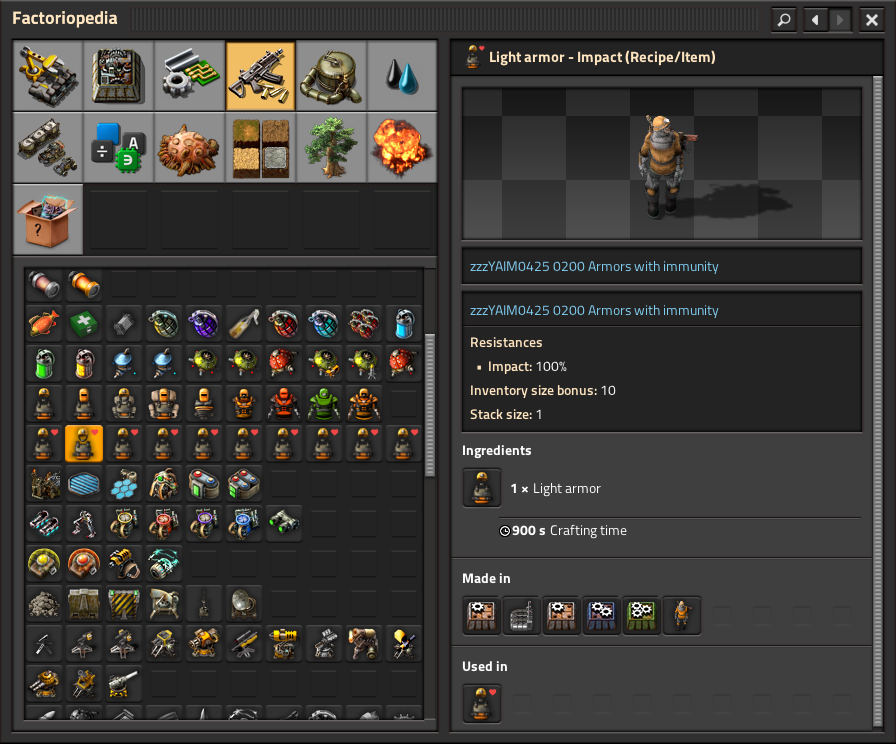 Factoriopedia
A
?
Light armor - Impact (Recipe/Item)
zzzYAIM0425 0200 Armors with immunity
zzzYAIM0425 0200 Armors with immunity
Resistances
• Impact: 100%
Inventory size bonus: 10
Stack size: 1
Ingredients
1 × Light armor
900 s Crafting time
Made in
Used in